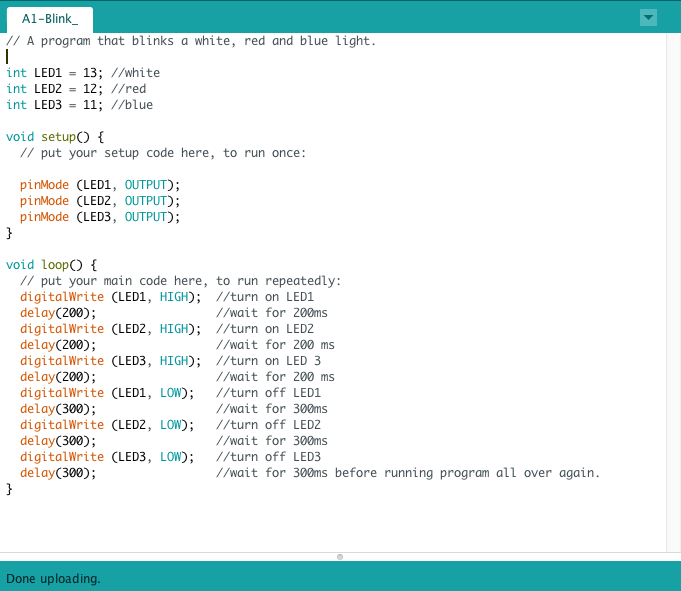 A1-Blink_
// A program that blinks a white, red and blue light.
int LED1 = 13; //white
int LED2 = 12; //red
int LED3 = 11; //blue
void setup() {
// put your setup code here, to run once:
pinMode (LED1, OUTPUT);
pinMode (LED2, OUTPUT);
pinMode (LED3, OUTPUT);
}
void loop() {
// put your main code here, to run repeatedly:
digitalWrite (LED1, HIGH);  //turn on LED1
delay(200);                 //wait for 200ms
digitalWrite (LED2, HIGH);  //turn on LED2
delay(200);                 //wait for 200 ms
digitalWrite (LED3, HIGH);  //turn on LED 3
delay(200);                 //wait for 200 ms
digitalWrite (LED1, LOW);   //turn off LED1
delay(300);                 //wait for 300ms
digitalWrite (LED2, LOW);   //turn off LED2
delay(300);                 //wait for 300ms
digitalWrite (LED3, LOW);   //turn off LED3
delay(300);                 //wait for 300ms before running program all over again.
}
Done uploading.